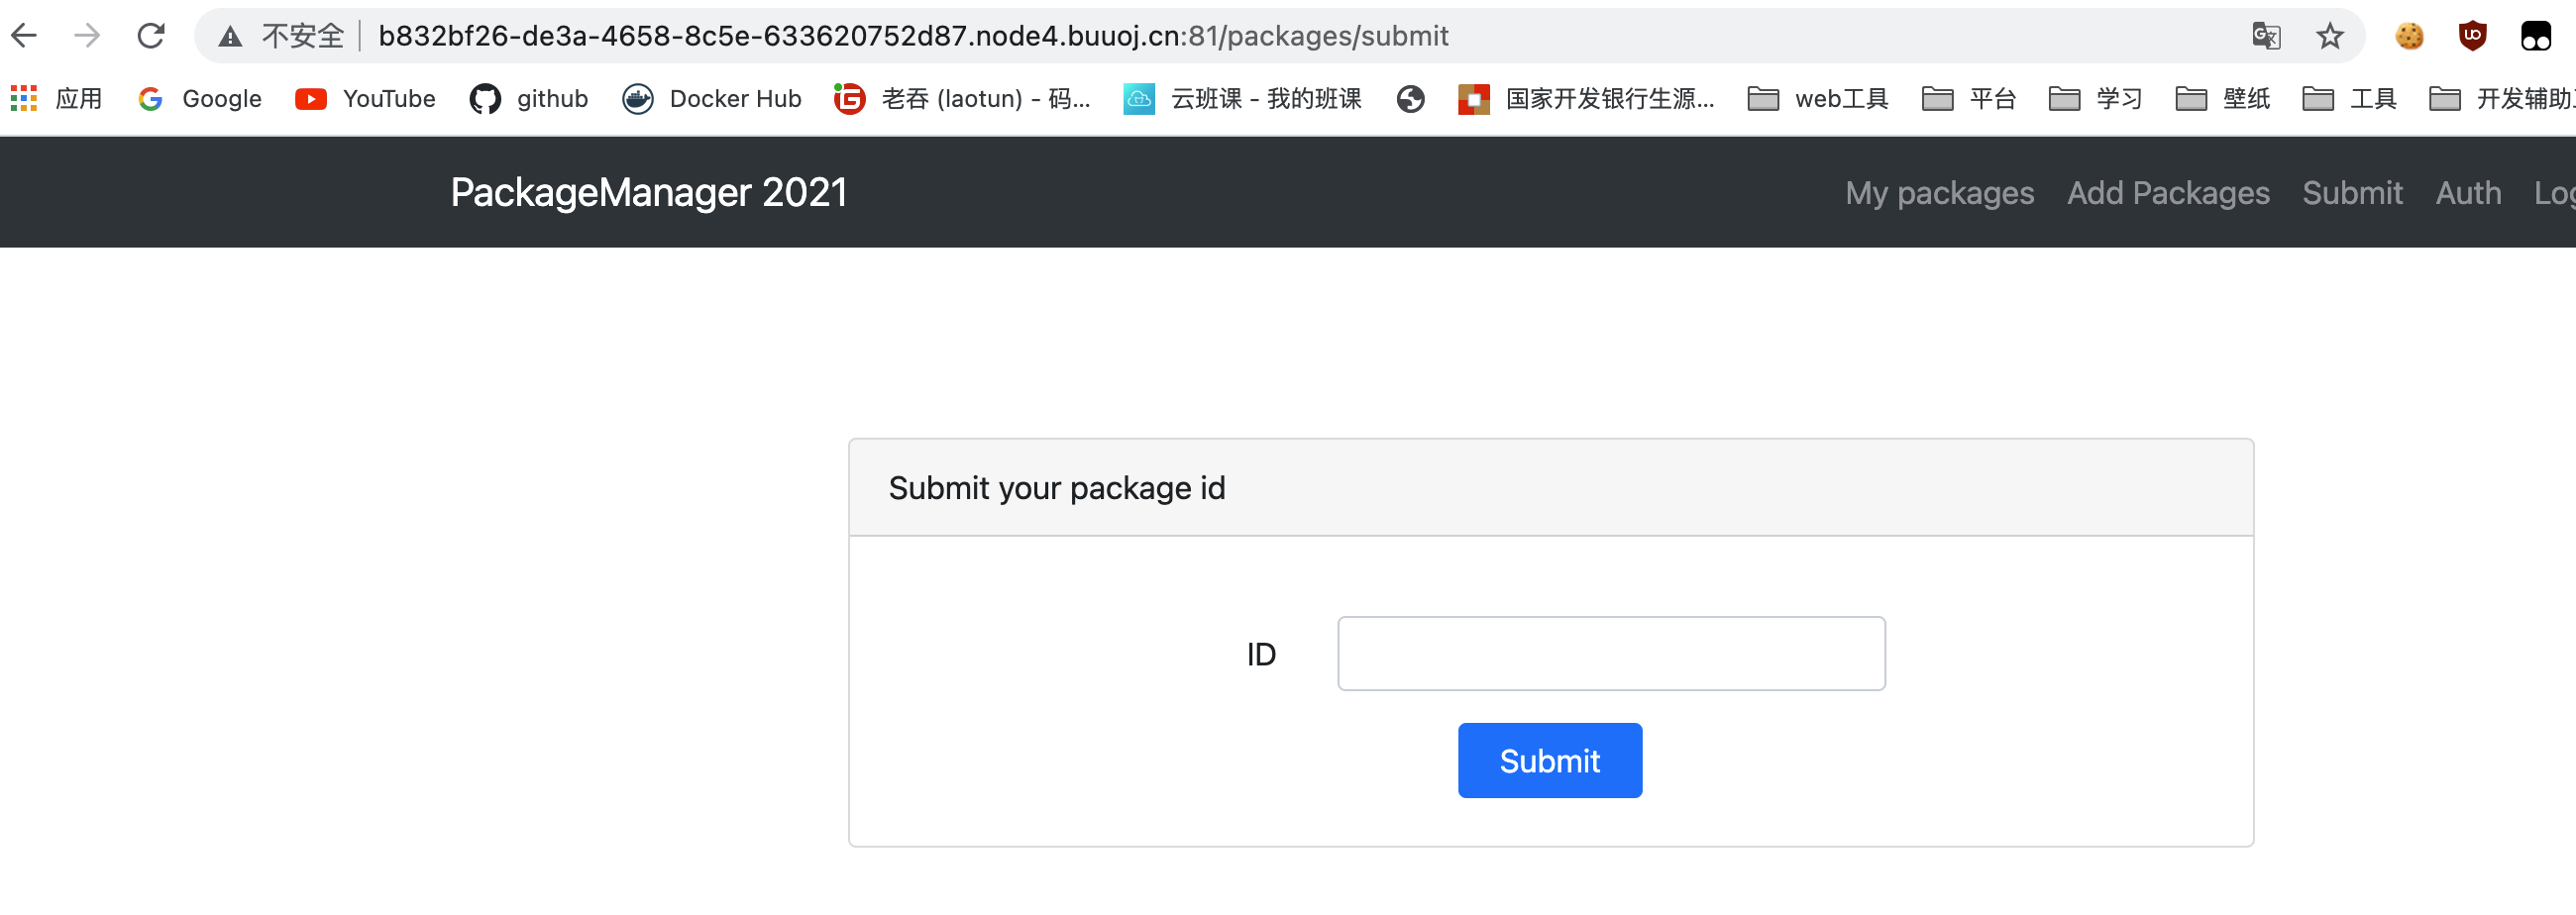 不安全 b832bf26-de3a-4658-8c5e-633620752d87.node4.buuoj.cn:81/packages/submit
应用 Google YouTube github Docker Hub 老吞 (laotun) - 码... 云班课 - 我的班课 国家开发银行生源... web工具 平台 学习 壁纸 工具 开发辅助
PackageManager 2021 My packages Add Packages Submit Auth Log
Submit your package id
ID
Submit